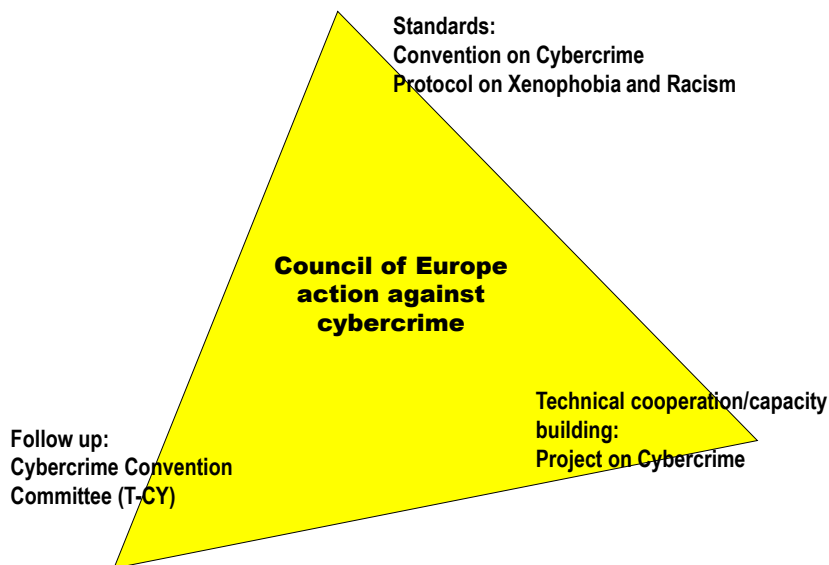 Standards:
Convention on Cybercrime
Protocol on Xenophobia and Racism
Council of Europe
action against
cybercrime
Technical cooperation/capacity
building:
Project on Cybercrime
Follow up:
Cybercrime Convention
Committee (T-CY)